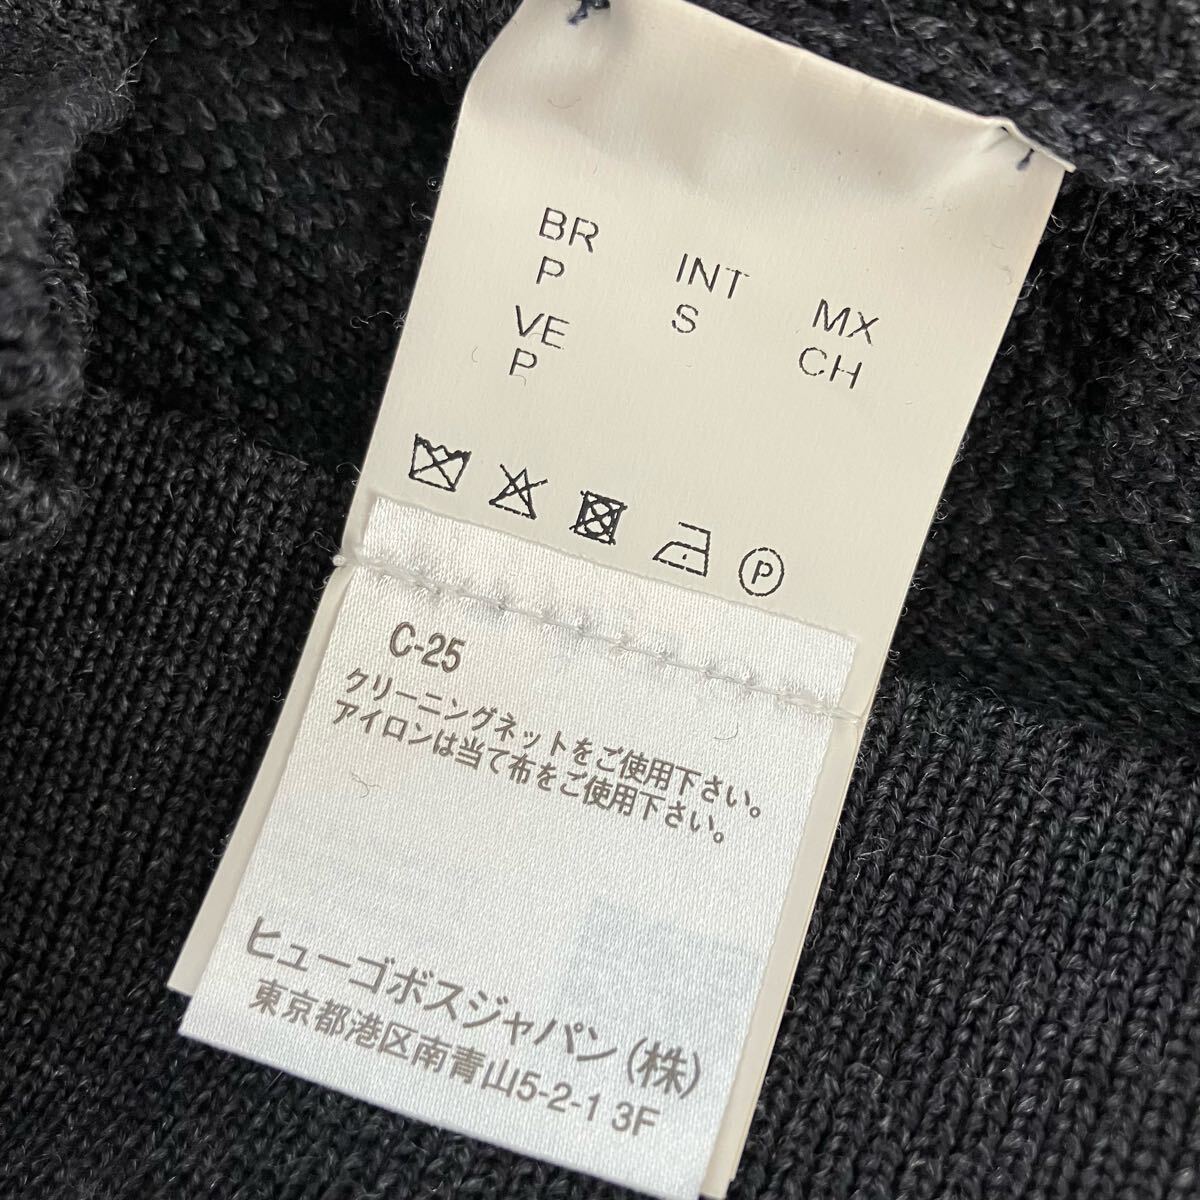 BR
P
INT
S
MX
CH
VE
P
P
C-25
クリーニングネットをご使用下さい。
アイロンは当て布をご使用下さい。
ヒューゴボスジャパン(株)
東京都港区南青山5-2-1 3F